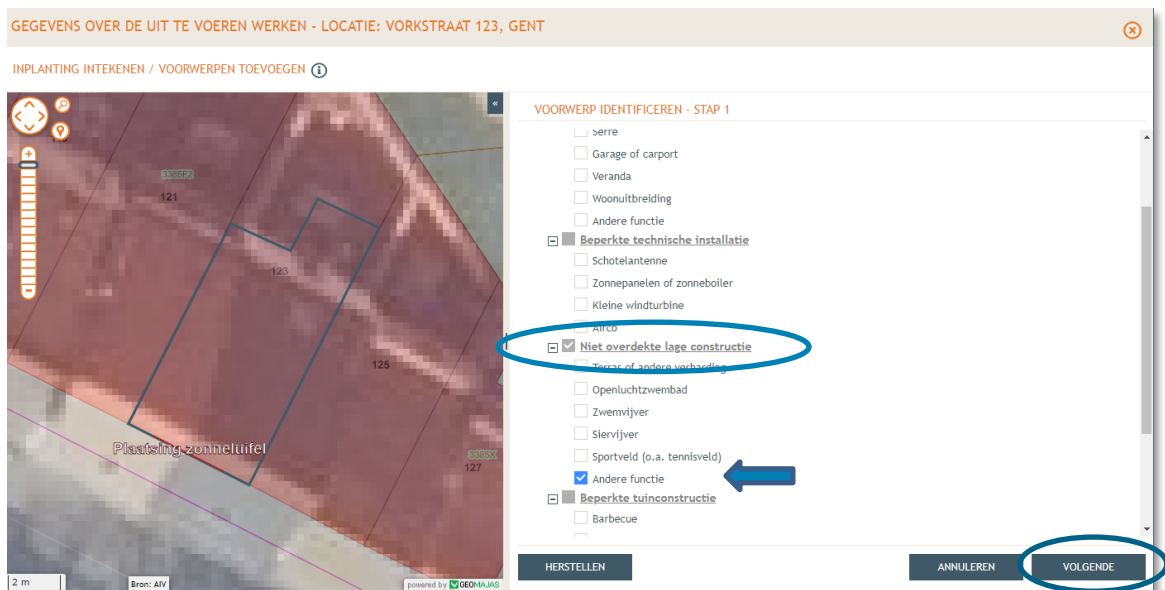 GEGEVENS OVER DE UIT TE VOEREN WERKEN - LOCATIE: VORKSTRAAT 123, GENT
INPLANTING INTEKENEN / VOORWERPEN TOEVOEGEN i
«
3385F2
121
123
125
Plaatsing zonneluifel
3385X
127
2 m
Bron: AIV
powered by GEOMAJAS
VOORWERP IDENTIFICEREN - STAP 1
Serre
Garage of carport
Veranda
Woonuitbreiding
Andere functie
Beperkte technische installatie
Schotelantenne
Zonnepanelen of zonneboiler
Kleine windturbine
Airco
Niet overdekte lage constructie
Terras of andere verharding
Openluchtzwembad
Zwemvijver
Siervijver
Sportveld (o.a. tennisveld)
Andere functie
Beperkte tuinconstructie
Barbecue
HERSTELLEN
ANNULEREN
VOLGENDE